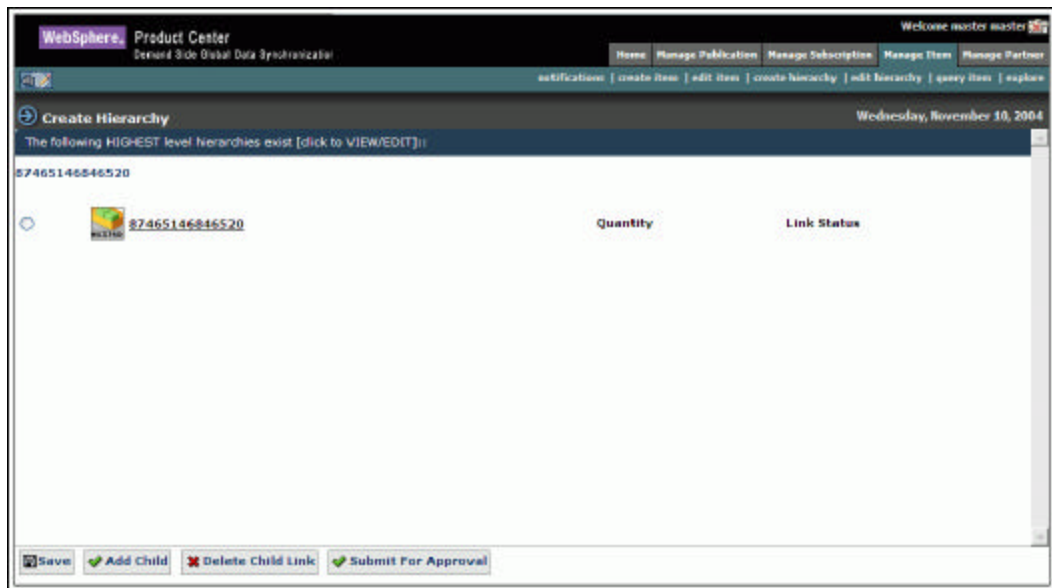 Welcome master master
WebSphere. Product Center
Demand Side Global Data Synchronization
Home Manage Publication Manage Subscription Manage Item Manage Partner
notifications | create item | edit item | create hierarchy | edit hierarchy | query item | explore
Create Hierarchy Wednesday, November 10, 2004
The following HIGHEST level hierarchies exist [click to VIEW/EDIT]::
87465146846520
87465146846520 Quantity Link Status
Save Add Child Delete Child Link Submit For Approval